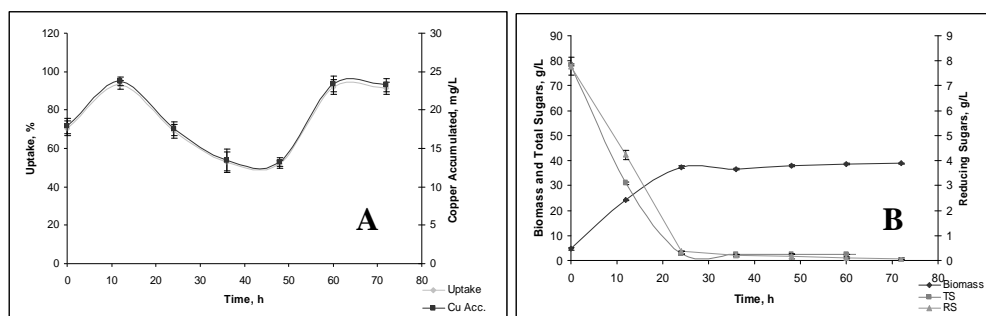 120
100
80
60
40
20
0
Uptake, %
30
25
20
15
10
5
0
Copper Accumulated, mg/L
0 10 20 30 40 50 60 70 80
Time, h
A
Uptake
Cu Acc.
90
80
70
60
50
40
30
20
10
0
Biomass and Total Sugars, g/L
9
8
7
6
5
4
3
2
1
0
Reducing Sugars, g/L
0 10 20 30 40 50 60 70 80
Time, h
B
Biomass
TS
RS